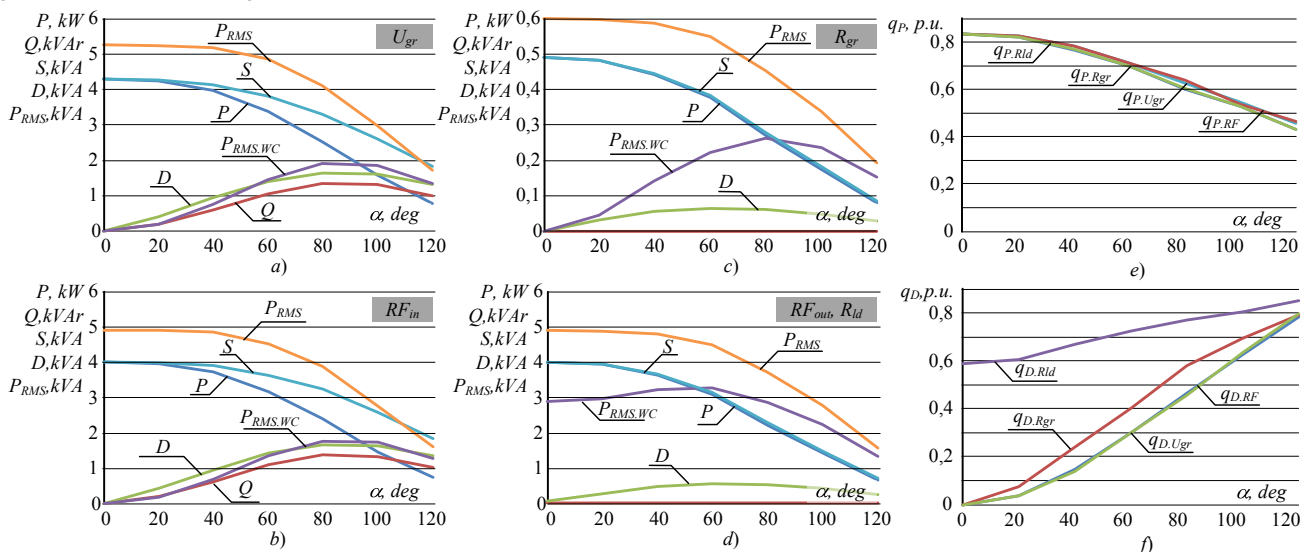 P, kW 6
Q,kVAr 5
S,kVA 4
D,kVA
P_RMS,kVA 3
2
1
0
U_gr
P_RMS
S
P
P_RMS.WC
D
Q
α, deg
0 20 40 60 80 100 120
a)
P, kW 0,6
Q,kVAr 0,5
S,kVA 0,4
D,kVA
P_RMS,kVA 0,3
0,2
0,1
0
R_gr
P_RMS
S
P
P_RMS.WC
D
α, deg
0 20 40 60 80 100 120
c)
q_P, p.u.
0,8
0,6
0,4
0,2
0
q_P.Rld
q_P.Rgr
q_P.Ugr
q_P.RF
α, deg
0 20 40 60 80 100 120
e)
P, kW 6
Q,kVAr 5
S,kVA 4
D,kVA
P_RMS,kVA 3
2
1
0
RF_in
P_RMS
S
P
P_RMS.WC
D
Q
α, deg
0 20 40 60 80 100 120
b)
P, kW 6
Q,kVAr 5
S,kVA 4
D,kVA
P_RMS,kVA 3
2
1
0
RF_out, R_ld
P_RMS
S
P_RMS.WC
P
D
α, deg
0 20 40 60 80 100 120
d)
q_D,p.u.
0,8
0,6
0,4
0,2
0
q_D.Rld
q_D.Rgr
q_D.RF
q_D.Ugr
α, deg
0 20 40 60 80 100 120
f)